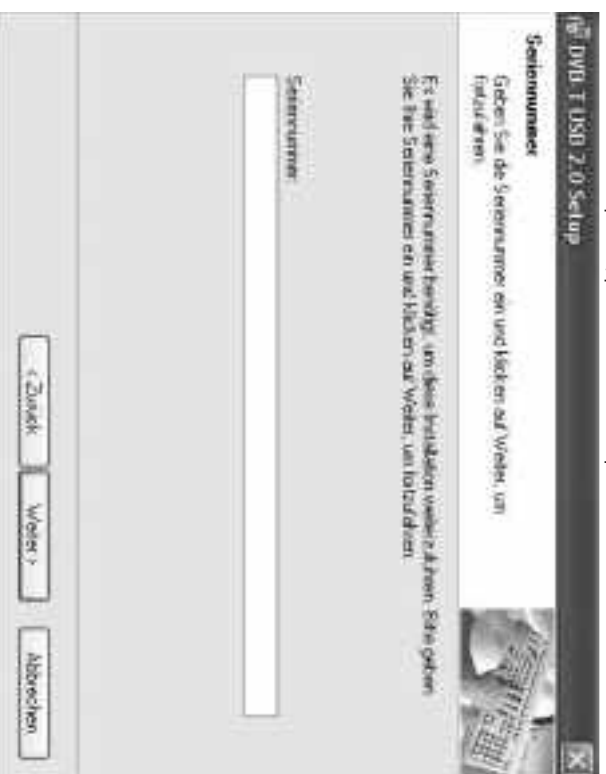 DVB-T USB 2.0 Setup
Seriennummer
Geben Sie die Seriennummer ein und klicken auf Weiter, um
fortzufahren.
Es wird eine Seriennummer benötigt, um diese Installation weiterzuführen. Bitte geben
Sie Ihre Seriennummer ein und klicken auf Weiter, um fortzufahren.
Seriennummer:
< Zurück
Weiter >
Abbrechen